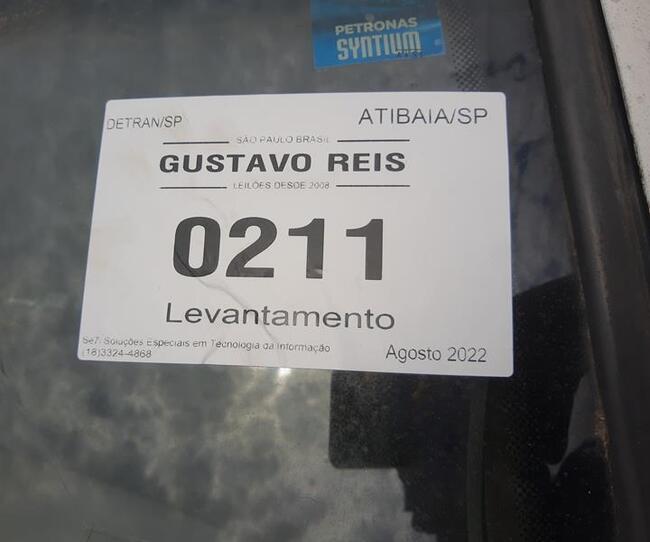 PETRONAS
SYNTIUM
DETRAN/SP
ATIBAIA/SP
SÃO PAULO BRASIL
GUSTAVO REIS
LEILÕES DESDE 2008
0211
Levantamento
Se7. Soluções Especiais em Tecnologia da Informação
(18)3324-4868
Agosto 2022